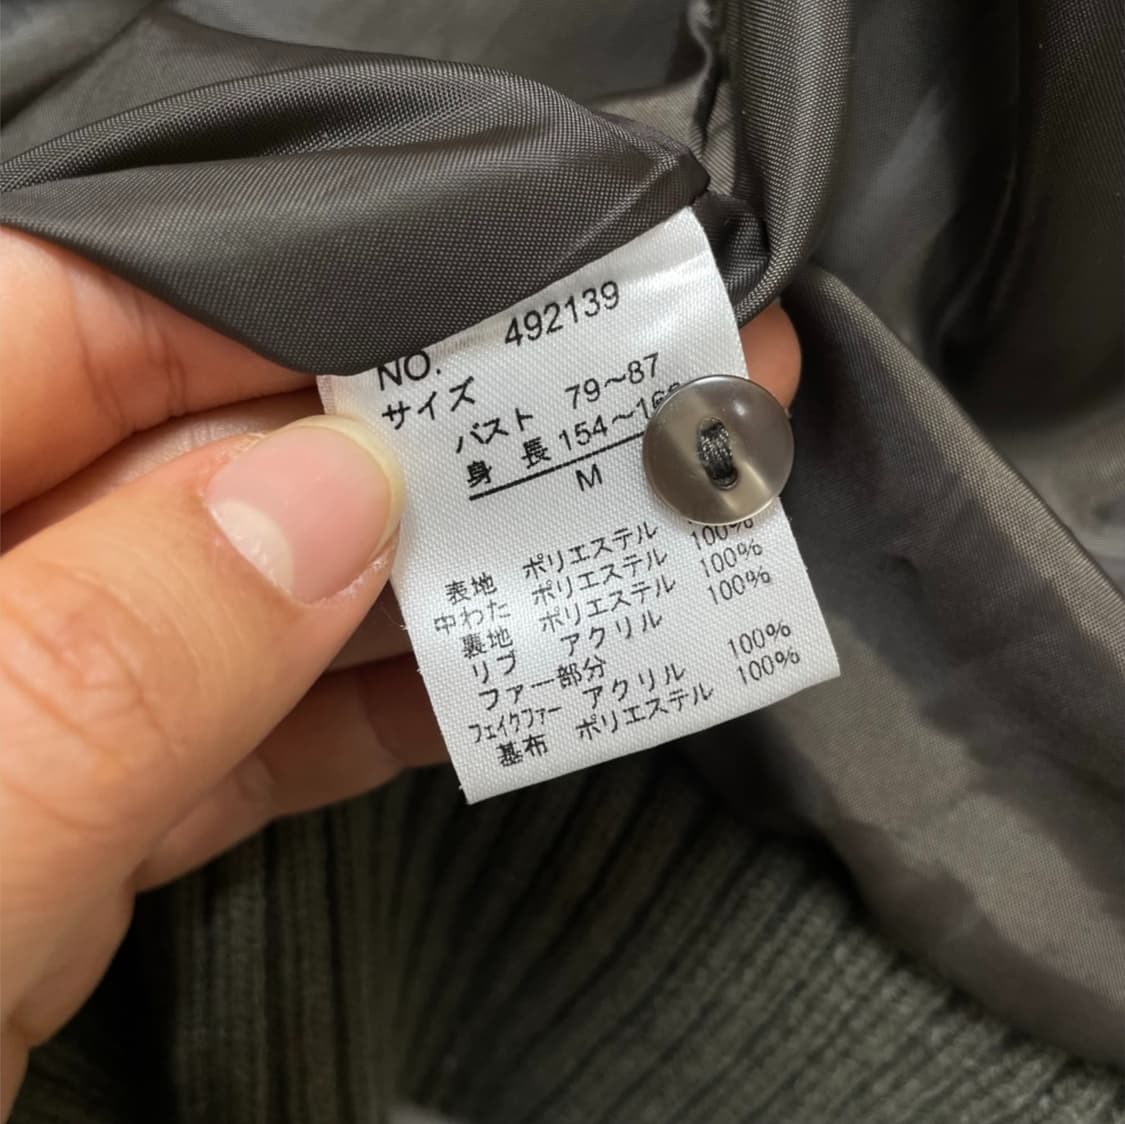 NO. 492139
サイズ
バスト 79～87
身長 154～
M
表地 ポリエステル 100%
中わた ポリエステル 100%
裏地 ポリエステル 100%
リブ アクリル
ファー部分
フェイクファー アクリル 100%
基布 ポリエステル 100%